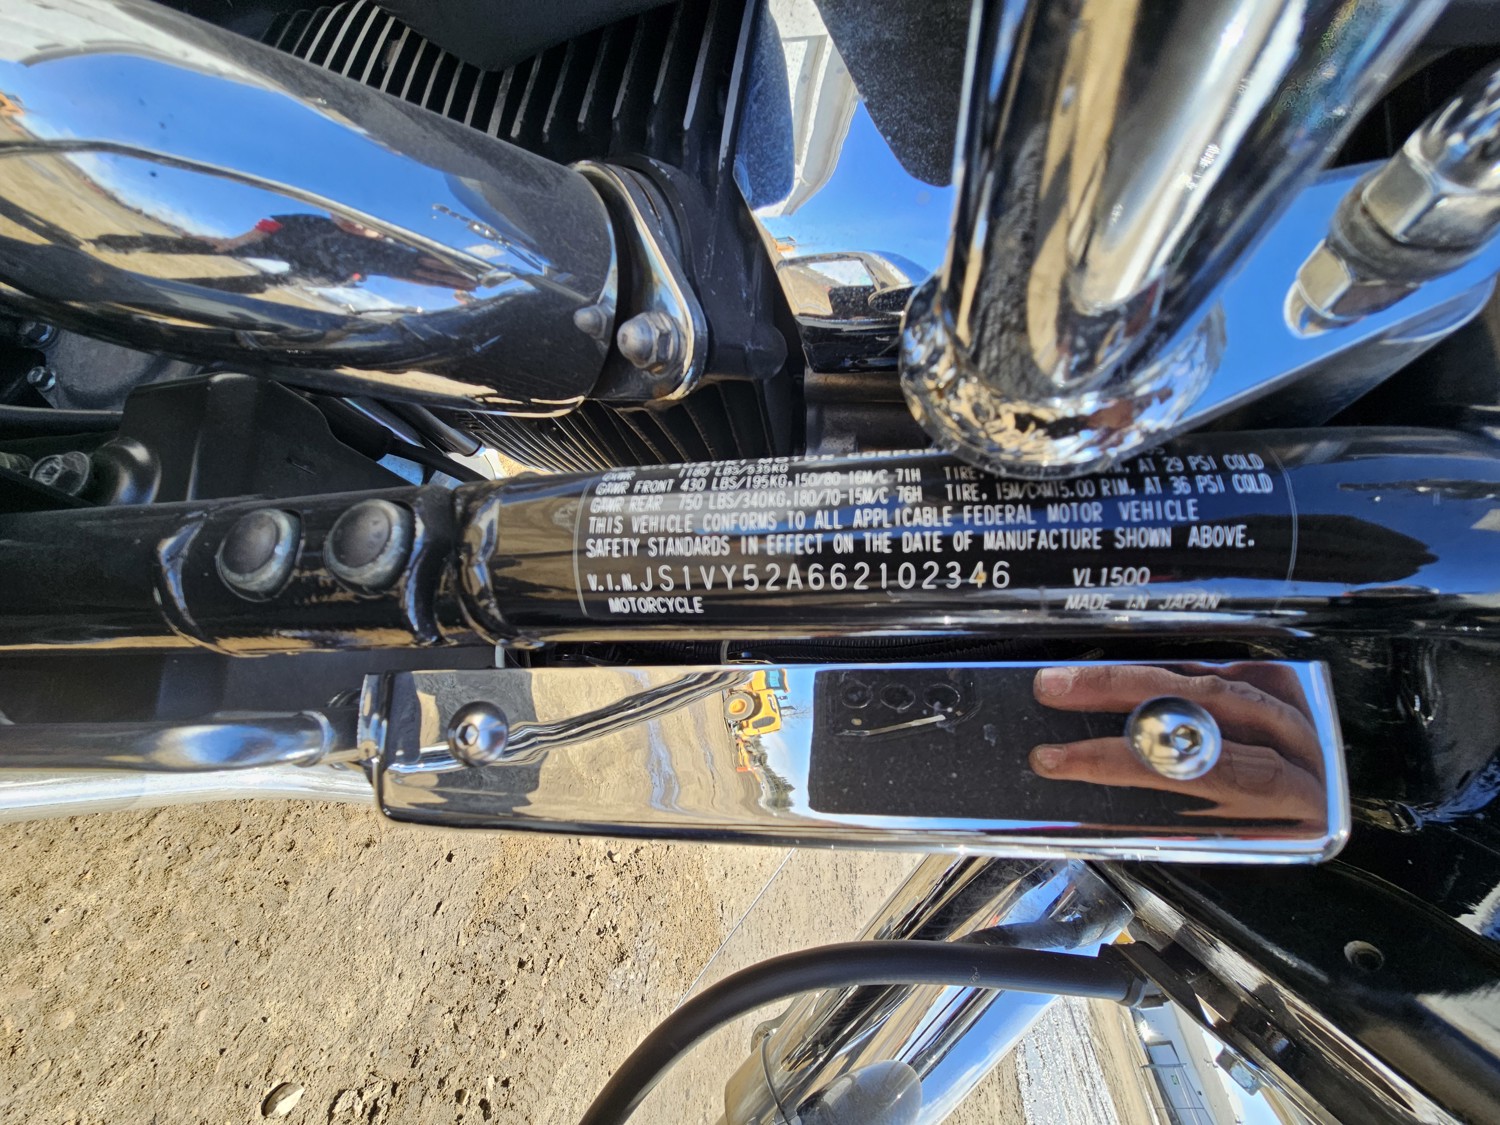 GVWR 1180 LBS/535KG
GAWR FRONT 430 LBS/195KG,150/80-16M/C 71H TIRE, RIM, AT 29 PSI COLD
GAWR REAR 750 LBS/340KG,180/70-15M/C 76H TIRE, 15M/CXMT5.00 RIM, AT 36 PSI COLD
THIS VEHICLE CONFORMS TO ALL APPLICABLE FEDERAL MOTOR VEHICLE
SAFETY STANDARDS IN EFFECT ON THE DATE OF MANUFACTURE SHOWN ABOVE.
V.I.N.JS1VY52A662102346 VL1500
MOTORCYCLE MADE IN JAPAN